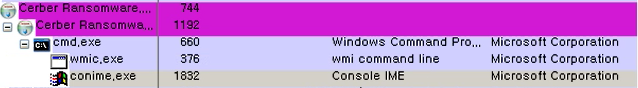 Cerber Ransomware.... 744
Cerber Ransomwa... 1192
cmd.exe 660 Windows Command Pro... Microsoft Corporation
wmic.exe 376 wmi command line Microsoft Corporation
conime.exe 1832 Console IME Microsoft Corporation